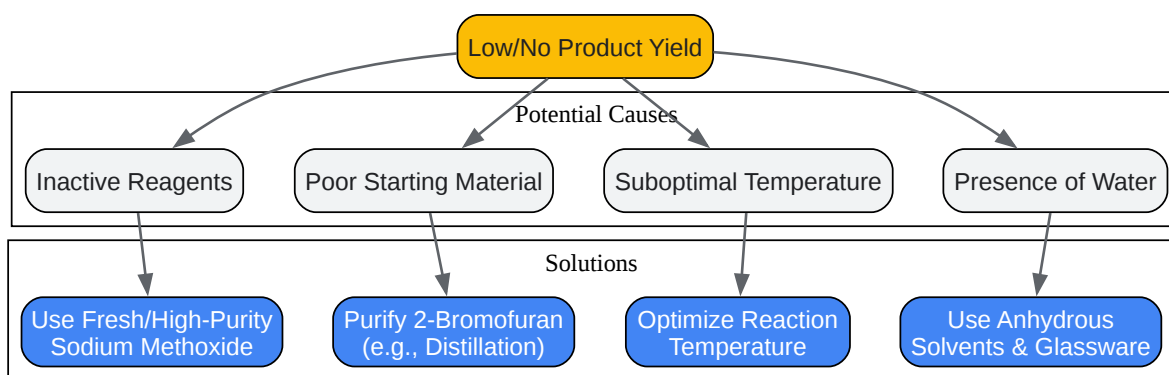 Low/No Product Yield
Potential Causes
Inactive Reagents
Poor Starting Material
Suboptimal Temperature
Presence of Water
Solutions
Use Fresh/High-Purity
Sodium Methoxide
Purify 2-Bromofuran
(e.g., Distillation)
Optimize Reaction
Temperature
Use Anhydrous
Solvents & Glassware